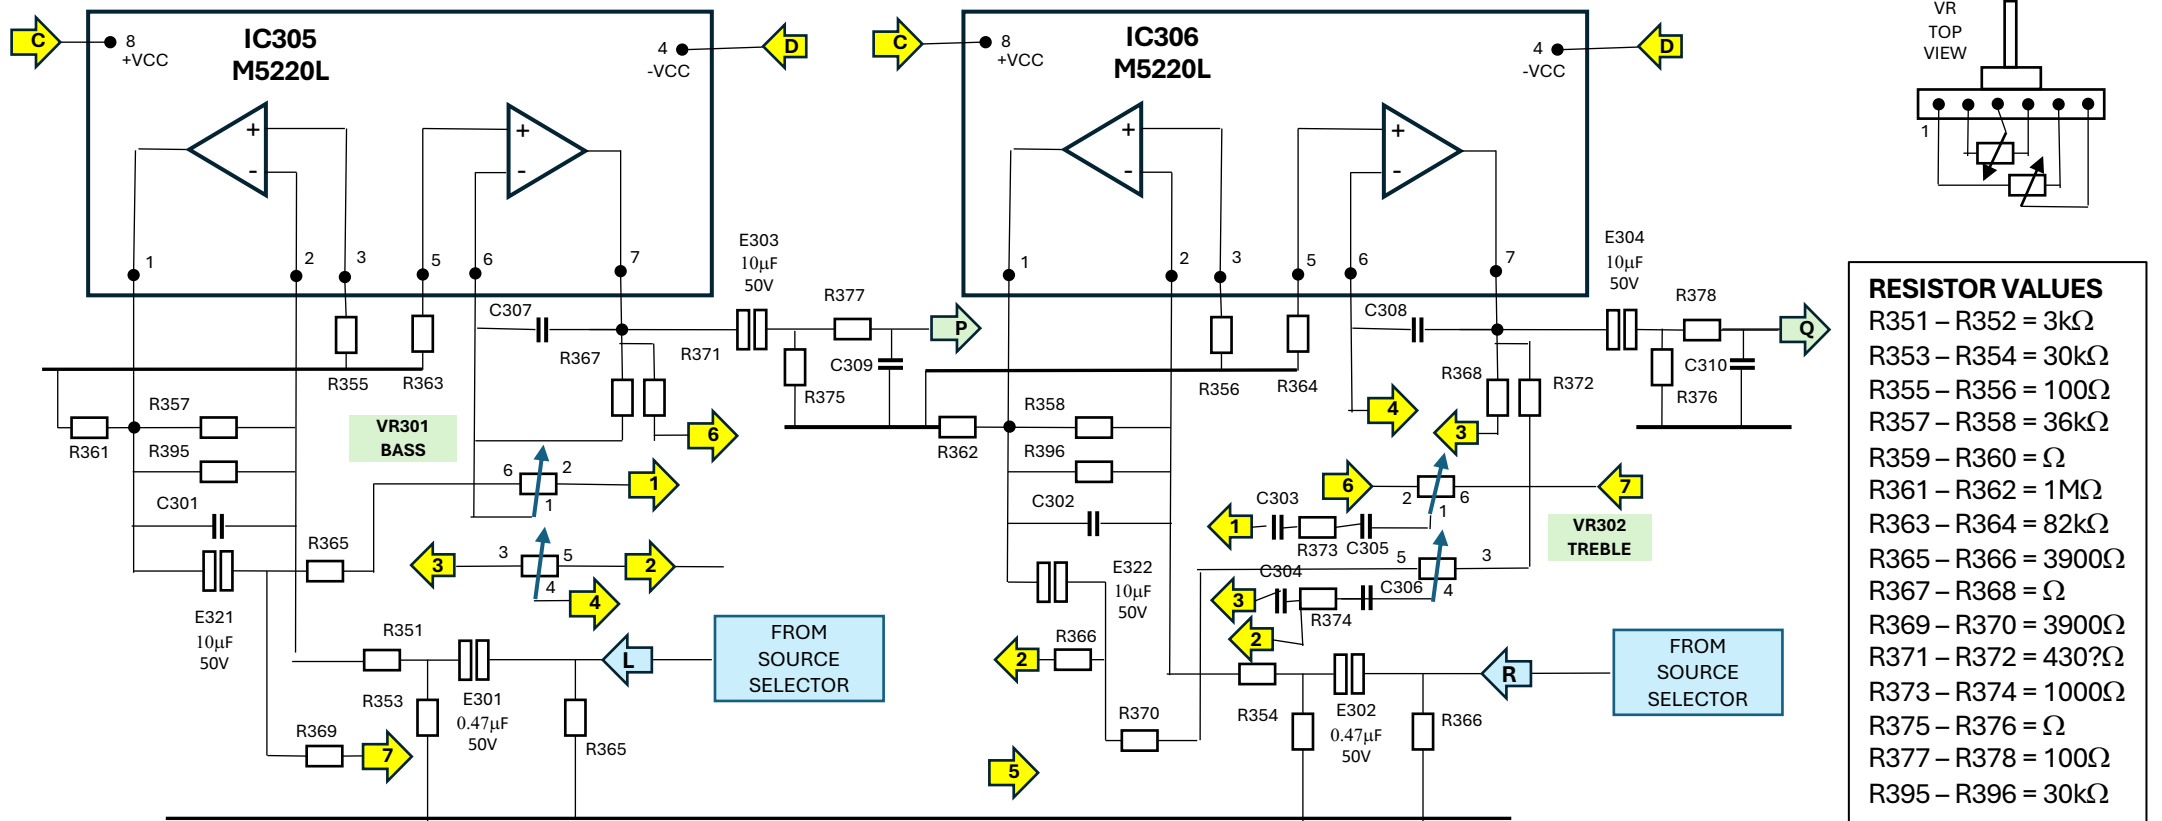 C
8
+VCC
IC305
M5220L
4
-VCC
D
+
-
+
-
1
2
3
5
6
7
C
8
+VCC
IC306
M5220L
4
-VCC
D
+
-
+
-
1
2
3
5
6
7
VR
TOP
VIEW
1
E303
10μF
50V
C307
R367
R371
R377
P
C309
R375
R355
R363
R357
R361
R395
C301
VR301
BASS
6
6
2
1
1
3
3
5
2
4
4
R365
E321
10μF
50V
R351
R353
E301
0.47μF
50V
L
FROM
SOURCE
SELECTOR
R365
R369
7
E304
10μF
50V
C308
R368
R372
R378
Q
C310
R376
R356
R364
R358
R362
R396
C302
4
3
6
2
6
7
1
VR302
TREBLE
1
C303
R373
C305
5
3
4
3
C304
R374
C306
2
E322
10μF
50V
2
R366
R370
5
R354
E302
0.47μF
50V
R
FROM
SOURCE
SELECTOR
R366
RESISTOR VALUES
R351 – R352 = 3kΩ
R353 – R354 = 30kΩ
R355 – R356 = 100Ω
R357 – R358 = 36kΩ
R359 – R360 = Ω
R361 – R362 = 1MΩ
R363 – R364 = 82kΩ
R365 – R366 = 3900Ω
R367 – R368 = Ω
R369 – R370 = 3900Ω
R371 – R372 = 430?Ω
R373 – R374 = 1000Ω
R375 – R376 = Ω
R377 – R378 = 100Ω
R395 – R396 = 30kΩ